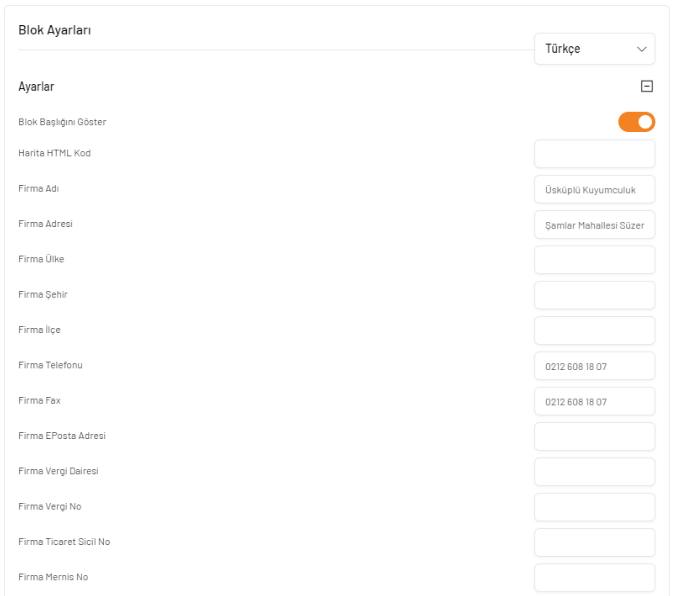 Blok Ayarları
Türkçe
Ayarlar
Blok Başlığını Göster
Harita HTML Kod
Firma Adı
Üsküplü Kuyumculuk
Firma Adresi
Şamlar Mahallesi Süzer
Firma Ülke
Firma Şehir
Firma İlçe
Firma Telefonu
0212 608 18 07
Firma Fax
0212 608 18 07
Firma EPosta Adresi
Firma Vergi Dairesi
Firma Vergi No
Firma Ticaret Sicil No
Firma Mernis No